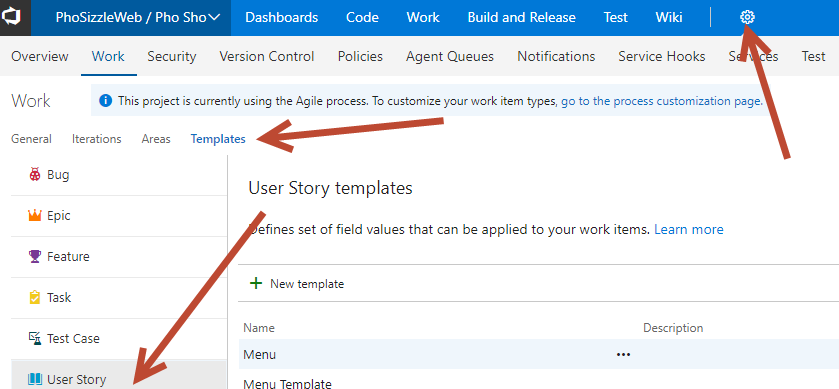 PhoSizzleWeb / Pho Sho Dashboards Code Work Build and Release Test Wiki
Overview Work Security Version Control Policies Agent Queues Notifications Service Hooks Services Test
Work This project is currently using the Agile process. To customize your work item types, go to the process customization page.
General Iterations Areas Templates
Bug
User Story templates
Epic
Defines set of field values that can be applied to your work items. Learn more
Feature
+ New template
Task
Name Description
Test Case
Menu ...
User Story
Menu Template